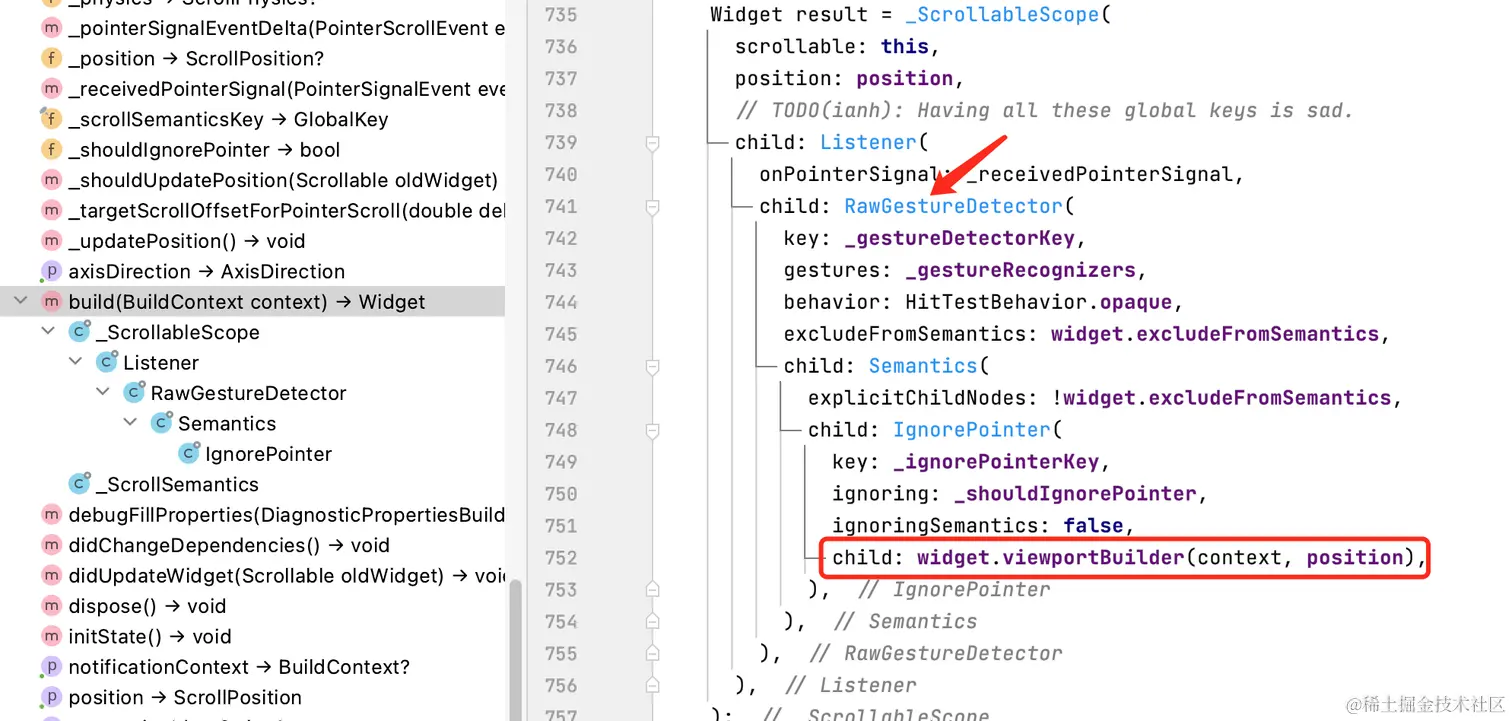 _physics → ScrollPhysics?
m _pointerSignalEventDelta(PointerScrollEvent e
f _position → ScrollPosition?
m _receivedPointerSignal(PointerSignalEvent eve
f _scrollSemanticsKey → GlobalKey
f _shouldIgnorePointer → bool
m _shouldUpdatePosition(Scrollable oldWidget)
m _targetScrollOffsetForPointerScroll(double del
m _updatePosition() → void
p axisDirection → AxisDirection
m build(BuildContext context) → Widget
C _ScrollableScope
C Listener
C RawGestureDetector
C Semantics
C IgnorePointer
C _ScrollSemantics
m debugFillProperties(DiagnosticPropertiesBuild
m didChangeDependencies() → void
m didUpdateWidget(Scrollable oldWidget) → voi
m dispose() → void
m initState() → void
p notificationContext → BuildContext?
p position → ScrollPosition
735 Widget result = _ScrollableScope(
736 scrollable: this,
737 position: position,
738 // TODO(ianh): Having all these global keys is sad.
739 child: Listener(
740 onPointerSignal: _receivedPointerSignal,
741 child: RawGestureDetector(
742 key: _gestureDetectorKey,
743 gestures: _gestureRecognizers,
744 behavior: HitTestBehavior.opaque,
745 excludeFromSemantics: widget.excludeFromSemantics,
746 child: Semantics(
747 explicitChildNodes: !widget.excludeFromSemantics,
748 child: IgnorePointer(
749 key: _ignorePointerKey,
750 ignoring: _shouldIgnorePointer,
751 ignoringSemantics: false,
752 child: widget.viewportBuilder(context, position),
753 ), // IgnorePointer
754 ), // Semantics
755 ), // RawGestureDetector
756 ), // Listener
757 ); // _ScrollableScope
@稀土掘金技术社区